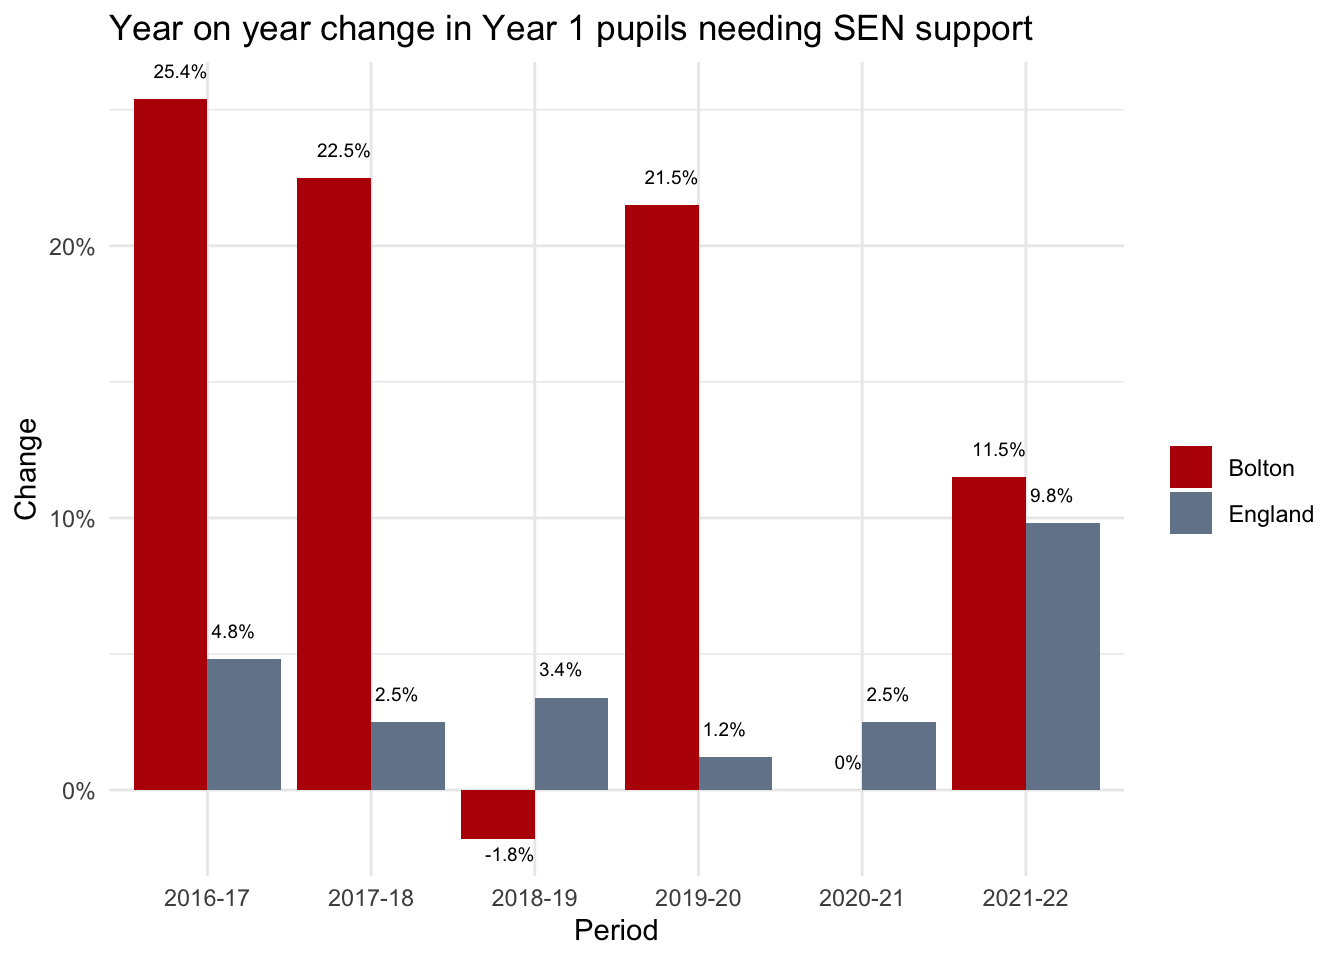 Year on year change in Year 1 pupils needing SEN support
25.4%
22.5%
21.5%
20%
11.5%
9.8%
10%
4.8%
3.4%
2.5%
2.5%
1.2%
0%
0%
-1.8%
Change
Bolton
England
2016-17 2017-18 2018-19 2019-20 2020-21 2021-22
Period